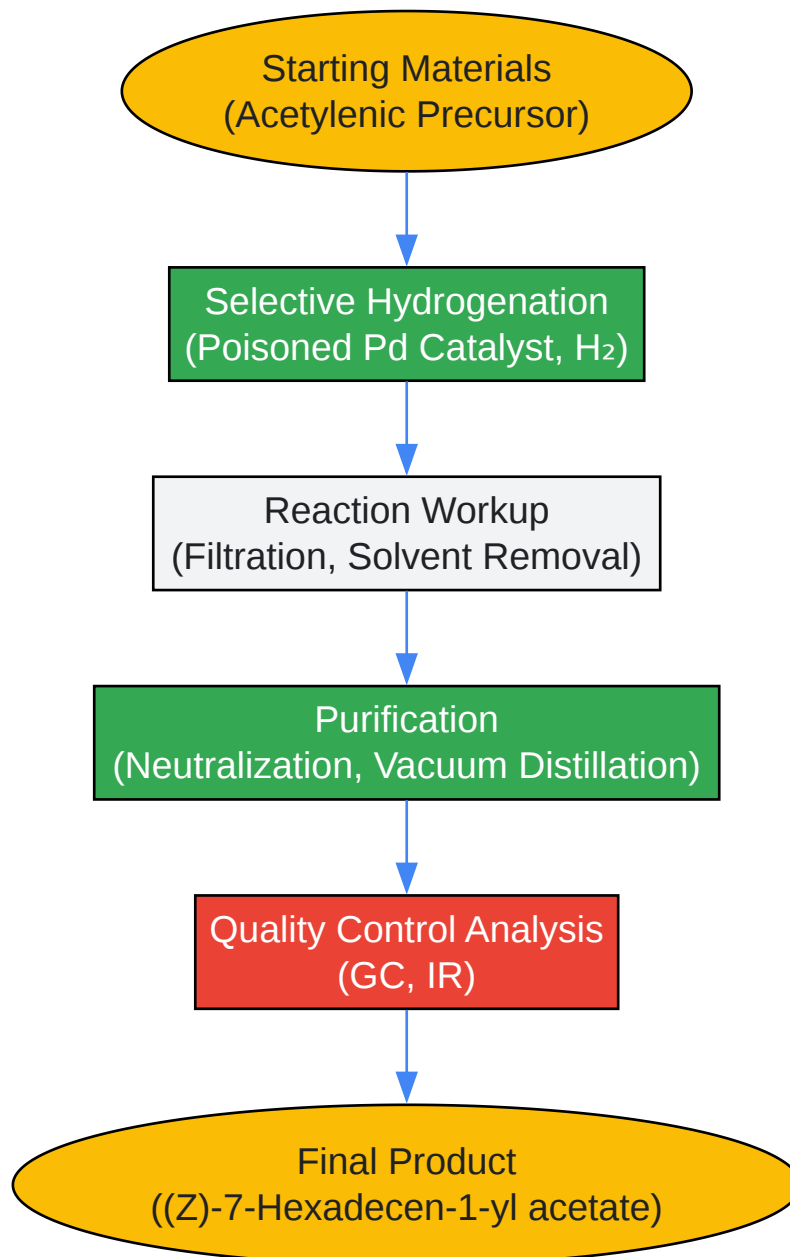 Starting Materials
(Acetylenic Precursor)
Selective Hydrogenation
(Poisoned Pd Catalyst, H₂)
Reaction Workup
(Filtration, Solvent Removal)
Purification
(Neutralization, Vacuum Distillation)
Quality Control Analysis
(GC, IR)
Final Product
((Z)-7-Hexadecen-1-yl acetate)